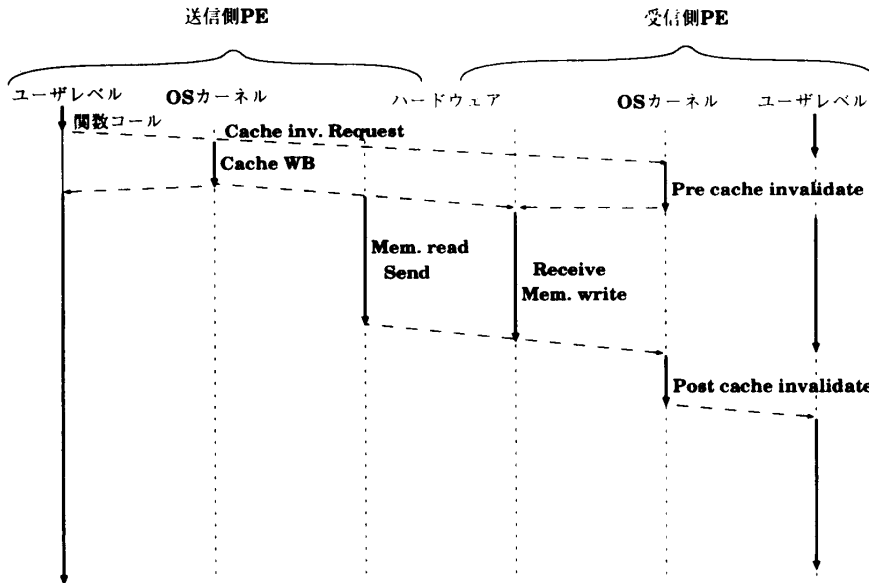 送信側PE
受信側PE
ユーザレベル
OSカーネル
ハードウェア
OSカーネル
ユーザレベル
関数コール
Cache inv. Request
Cache WB
Pre cache invalidate
Mem. read
Send
Receive
Mem. write
Post cache invalidate